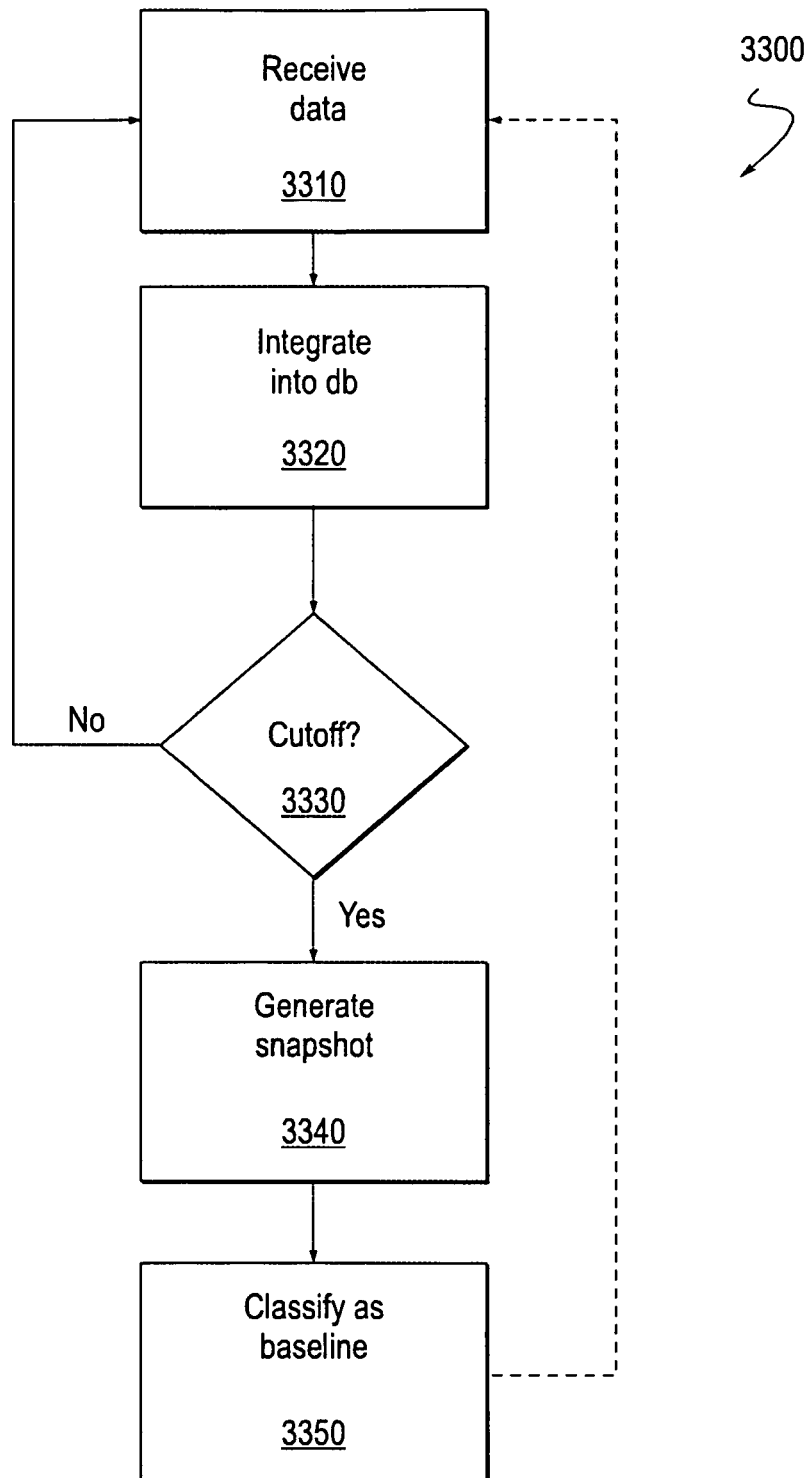 3300
Receive
data
3310
Integrate
into db
3320
Cutoff?
3330
No
Yes
Generate
snapshot
3340
Classify as
baseline
3350